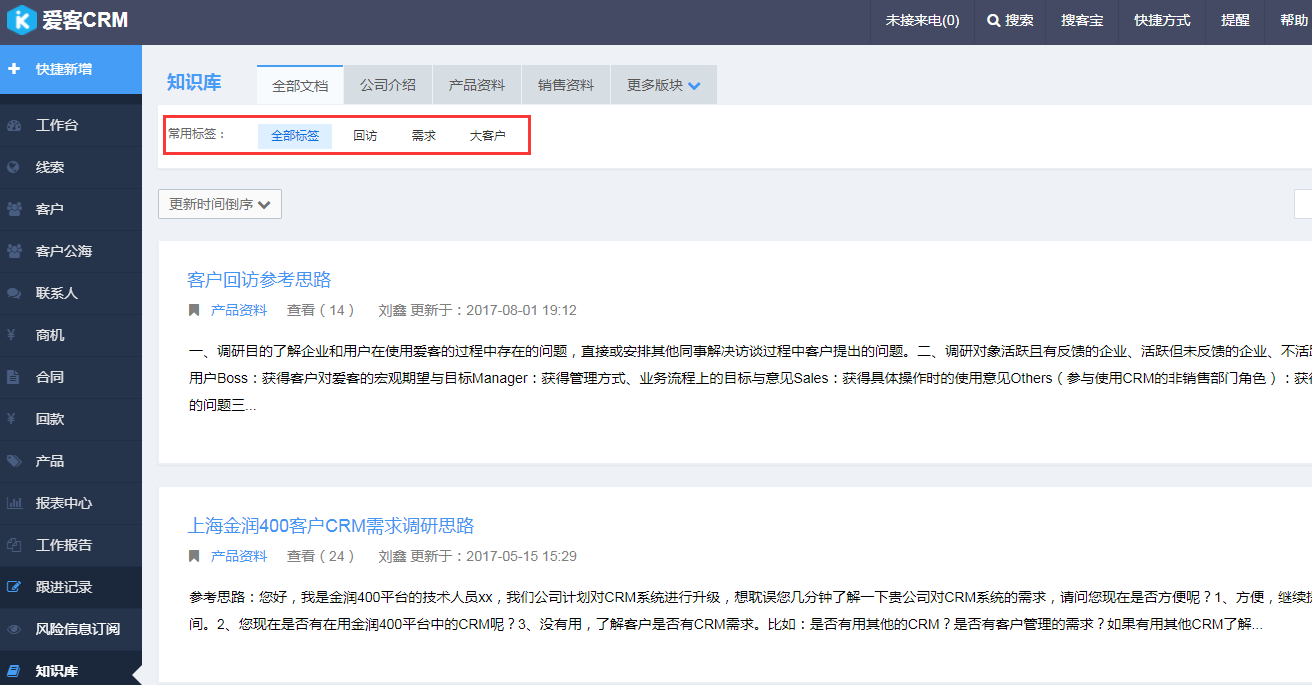 爱客CRM
未接来电(0) 搜索 搜客宝 快捷方式 提醒 帮助
快捷新增
工作台
线索
客户
客户公海
联系人
商机
合同
回款
产品
报表中心
工作报告
跟进记录
风险信息订阅
知识库
知识库 全部文档 公司介绍 产品资料 销售资料 更多版块
常用标签： 全部标签 回访 需求 大客户
更新时间倒序
客户回访参考思路
产品资料 查看（14） 刘鑫 更新于：2017-08-01 19:12
一、调研目的了解企业和用户在使用爱客的过程中存在的问题，直接或安排其他同事解决访谈过程中客户提出的问题。二、调研对象活跃且有反馈的企业、活跃但未反馈的企业、不活
用户Boss：获得客户对爱客的宏观期望与目标Manager：获得管理方式、业务流程上的目标与意见Sales：获得具体操作时的使用意见Others（参与使用CRM的非销售部门角色）：获
的问题三...
上海金润400客户CRM需求调研思路
产品资料 查看（24） 刘鑫 更新于：2017-05-15 15:29
参考思路：您好，我是金润400平台的技术人员xx，我们公司计划对CRM系统进行升级，想耽误您几分钟了解一下贵公司对CRM系统的需求，请问您现在是否方便呢？1、方便，继续
间。2、您现在是否有在用金润400平台中的CRM呢？3、没有用，了解客户是否有CRM需求。比如：是否有用其他的CRM？是否有客户管理的需求？如果有用其他CRM了解...